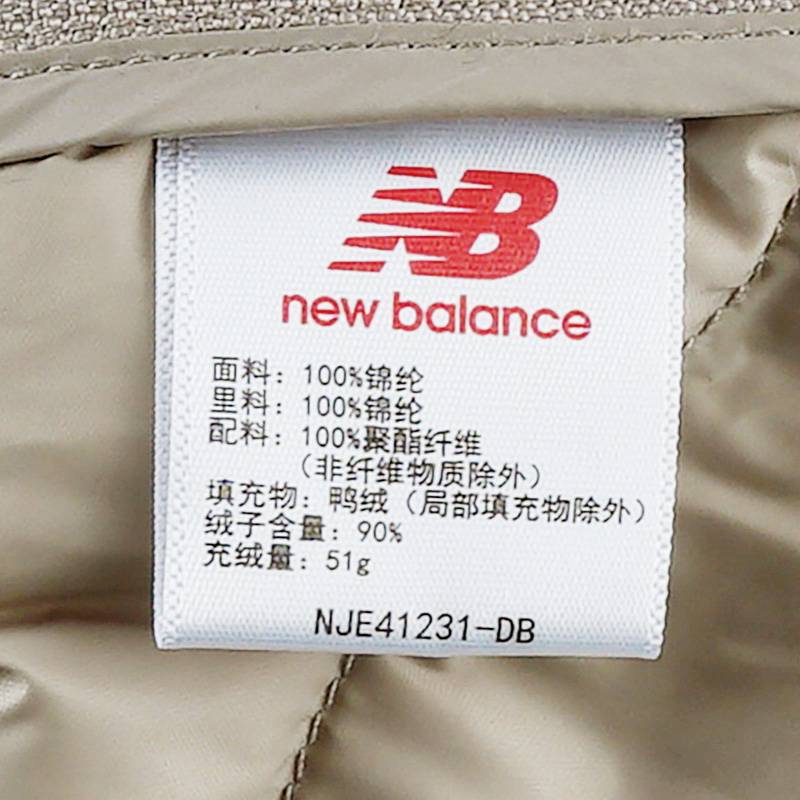 NB
new balance
面料：100%锦纶
里料：100%锦纶
配料：100%聚酯纤维
（非纤维物质除外）
填充物：鸭绒（局部填充物除外）
绒子含量：90%
充绒量：51g
NJE41231-DB